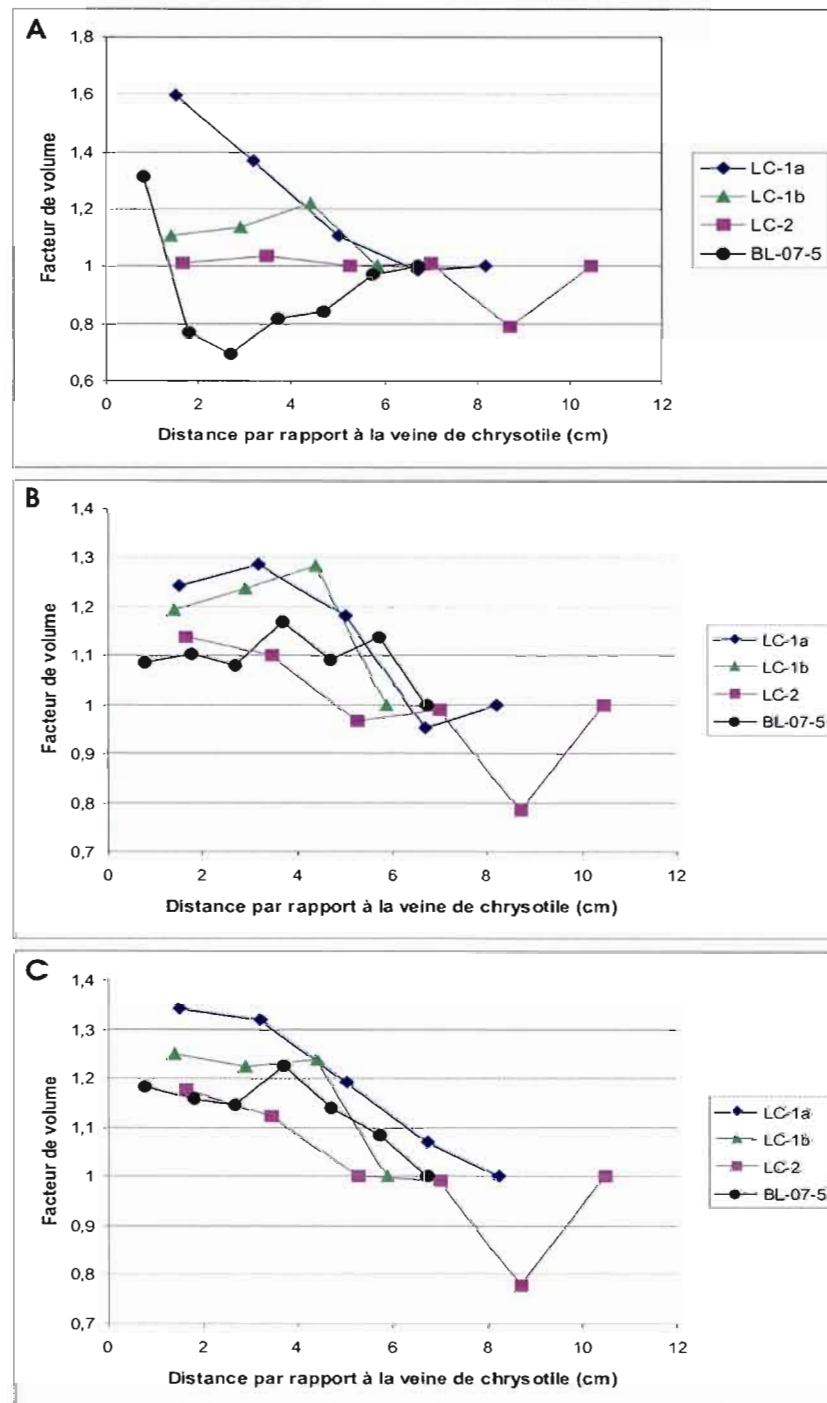 A
1,8
1,6
1,4
1,2
1
0,8
0,6
Facteur de volume
2 4 6 8 10 12
Distance par rapport à la veine de chrysotile (cm)
LC-1a
LC-1b
LC-2
BL-07-5
B
1,4
1,3
1,2
1,1
1
0,9
0,8
0,7
Facteur de volume
0 2 4 6 8 10 12
Distance par rapport à la veine de chrysotile (cm)
LC-1a
LC-1b
LC-2
BL-07-5
C
1,4
1,3
1,2
1,1
1
0,9
0,8
0,7
Facteur de volume
0 2 4 6 8 10 12
Distance par rapport à la veine de chrysotile (cm)
LC-1a
LC-1b
LC-2
BL-07-5